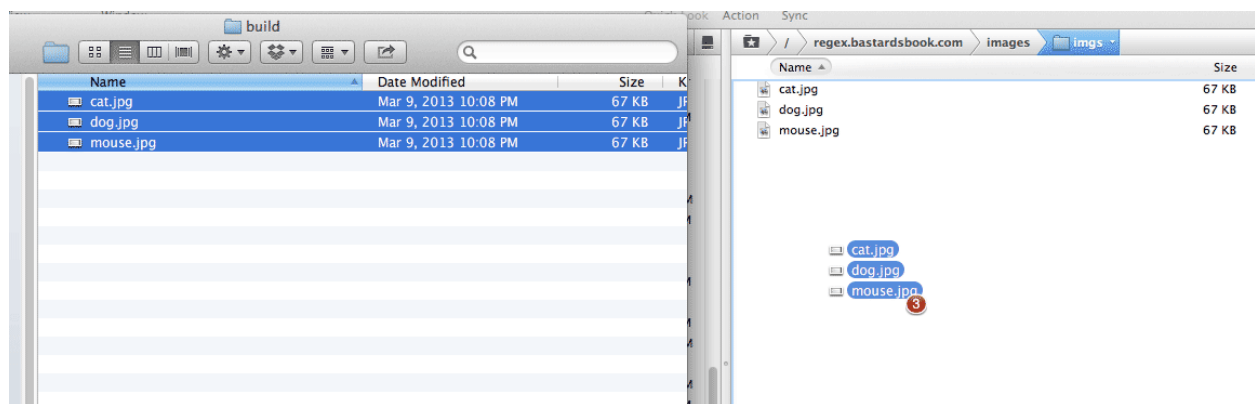 Window
Action Sync
build
Name Date Modified Size K
cat.jpg Mar 9, 2013 10:08 PM 67 KB
dog.jpg Mar 9, 2013 10:08 PM 67 KB
mouse.jpg Mar 9, 2013 10:08 PM 67 KB
/ regex.bastardsbook.com images imgs
Name Size
cat.jpg 67 KB
dog.jpg 67 KB
mouse.jpg 67 KB
cat.jpg
dog.jpg
mouse.jpg
3